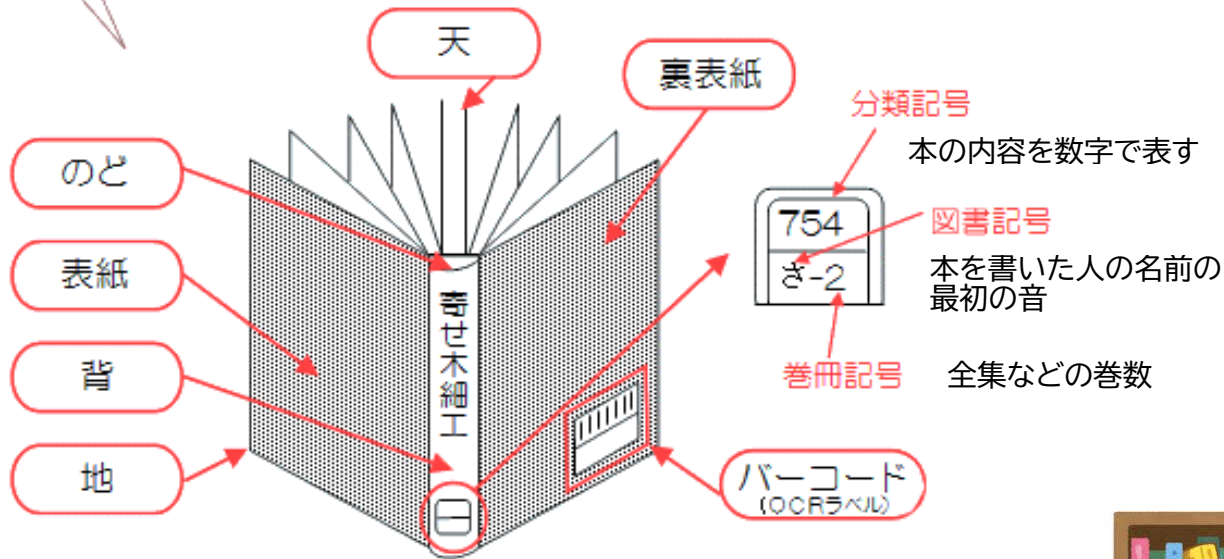 天
裏表紙
分類記号
本の内容を数字で表す
のど
754
図書記号
さ-2
本を書いた人の名前の
最初の音
表紙
寄せ木細工
背
巻冊記号 全集などの巻数
地
バーコード
(OCRラベル)